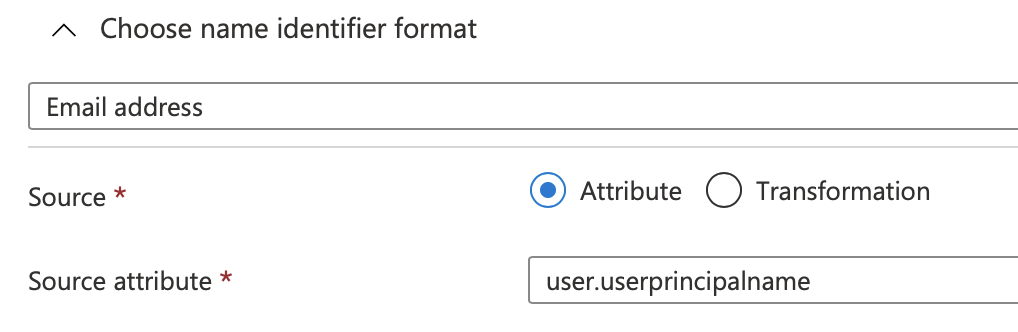 Choose name identifier format
Email address
Source * Attribute Transformation
Source attribute * user.userprincipalname